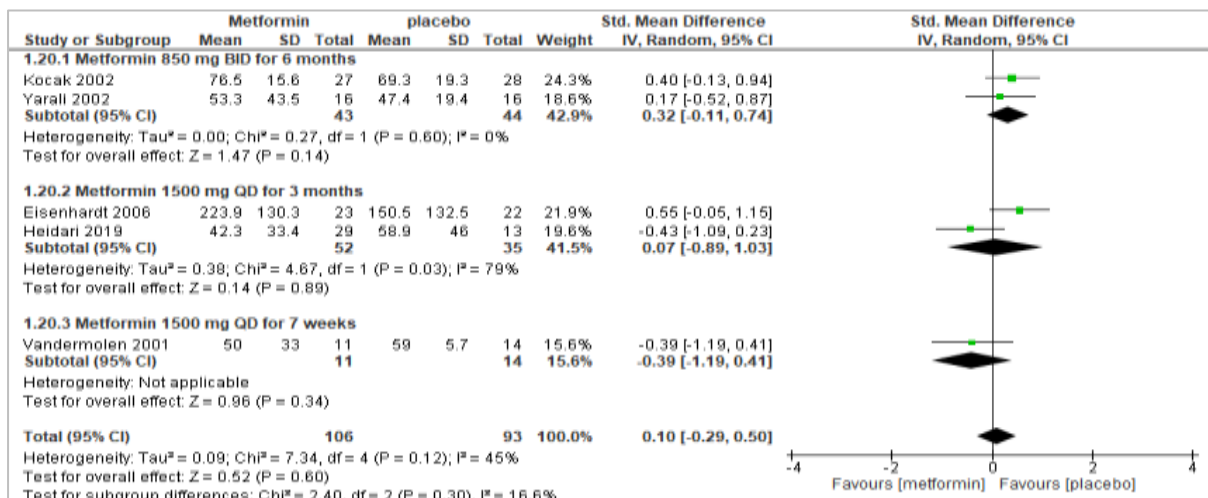 Metformin placebo Std. Mean Difference Std. Mean Difference
Study or Subgroup Mean SD Total Mean SD Total Weight IV, Random, 95% CI IV, Random, 95% CI
1.20.1 Metformin 850 mg BID for 6 months
Kocak 2002 76.5 15.6 27 69.3 19.3 28 24.3% 0.40 [-0.13, 0.94]
Yarali 2002 53.3 43.5 16 47.4 19.4 16 18.6% 0.17 [-0.52, 0.87]
Subtotal (95% CI) 43 44 42.9% 0.32 [-0.11, 0.74]
Heterogeneity: Tau² = 0.00; Chi² = 0.27, df = 1 (P = 0.60); I² = 0%
Test for overall effect: Z = 1.47 (P = 0.14)
1.20.2 Metformin 1500 mg QD for 3 months
Eisenhardt 2006 223.9 130.3 23 150.5 132.5 22 21.9% 0.55 [-0.05, 1.15]
Heidari 2019 42.3 33.4 29 58.9 46 13 19.6% -0.43 [-1.09, 0.23]
Subtotal (95% CI) 52 35 41.5% 0.07 [-0.89, 1.03]
Heterogeneity: Tau² = 0.38; Chi² = 4.67, df = 1 (P = 0.03); I² = 79%
Test for overall effect: Z = 0.14 (P = 0.89)
1.20.3 Metformin 1500 mg QD for 7 weeks
Vandermolen 2001 50 33 11 59 5.7 14 15.6% -0.39 [-1.19, 0.41]
Subtotal (95% CI) 11 14 15.6% -0.39 [-1.19, 0.41]
Heterogeneity: Not applicable
Test for overall effect: Z = 0.96 (P = 0.34)
Total (95% CI) 106 93 100.0% 0.10 [-0.29, 0.50]
Heterogeneity: Tau² = 0.09; Chi² = 7.34, df = 4 (P = 0.12); I² = 45%
Test for overall effect: Z = 0.52 (P = 0.60)
Test for subgroup differences: Chi² = 2.40, df = 2 (P = 0.30), I² = 16.6%
-4 -2 0 2 4
Favours [metformin] Favours [placebo]